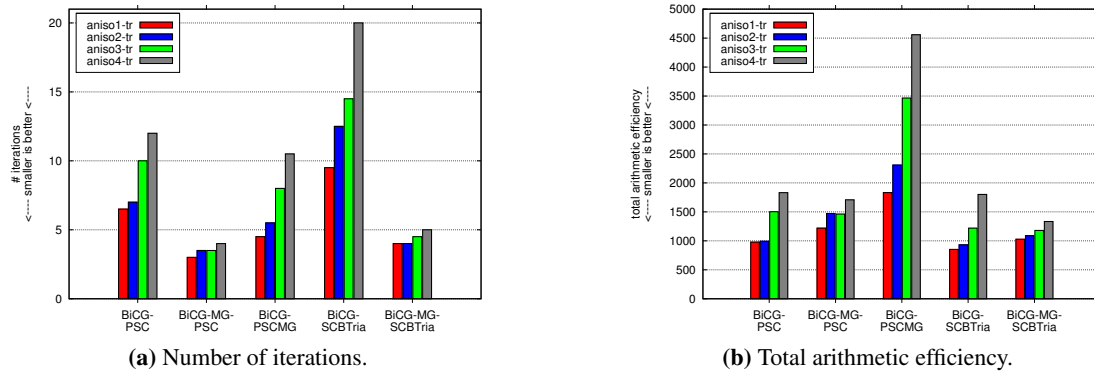 20
15
10
5
0
# iterations
<---- smaller is better <----
aniso1-tr
aniso2-tr
aniso3-tr
aniso4-tr
BiCG-
PSC
BiCG-MG-
PSC
BiCG-
PSCMG
BiCG-
SCBTria
BiCG-MG-
SCBTria
(a) Number of iterations.
5000
4500
4000
3500
3000
2500
2000
1500
1000
500
0
total arithmetic efficiency
<---- smaller is better <----
aniso1-tr
aniso2-tr
aniso3-tr
aniso4-tr
BiCG-
PSC
BiCG-MG-
PSC
BiCG-
PSCMG
BiCG-
SCBTria
BiCG-MG-
SCBTria
(b) Total arithmetic efficiency.